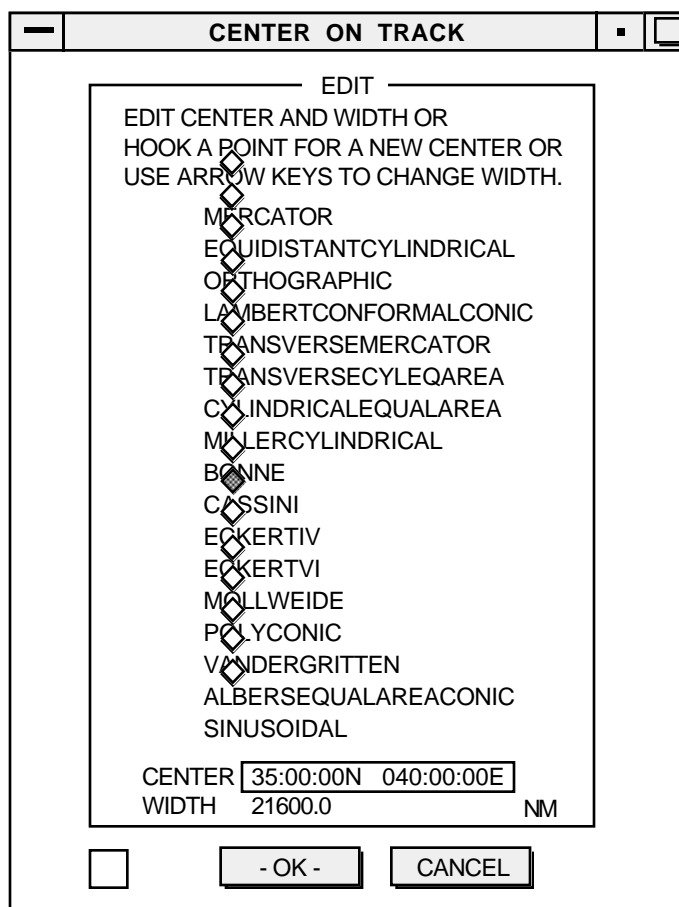 CENTER ON TRACK
EDIT
EDIT CENTER AND WIDTH OR
HOOK A POINT FOR A NEW CENTER OR
USE ARROW KEYS TO CHANGE WIDTH.
MERCATOR
EQUIDISTANTCYLINDRICAL
ORTHOGRAPHIC
LAMBERTCONFORMALCONIC
TRANSVERSEMERCATOR
TRANSVERSECYLEQAREA
CYLINDRICALEQUALAREA
MILLERCYLINDRICAL
BONNE
CASSINI
ECKERTIV
ECKERTVI
MOLLWEIDE
POLYCONIC
VANDERGRITTEN
ALBERSEQUALAREACONIC
SINUSOIDAL
CENTER 35:00:00N 040:00:00E
WIDTH 21600.0 NM
- OK - CANCEL